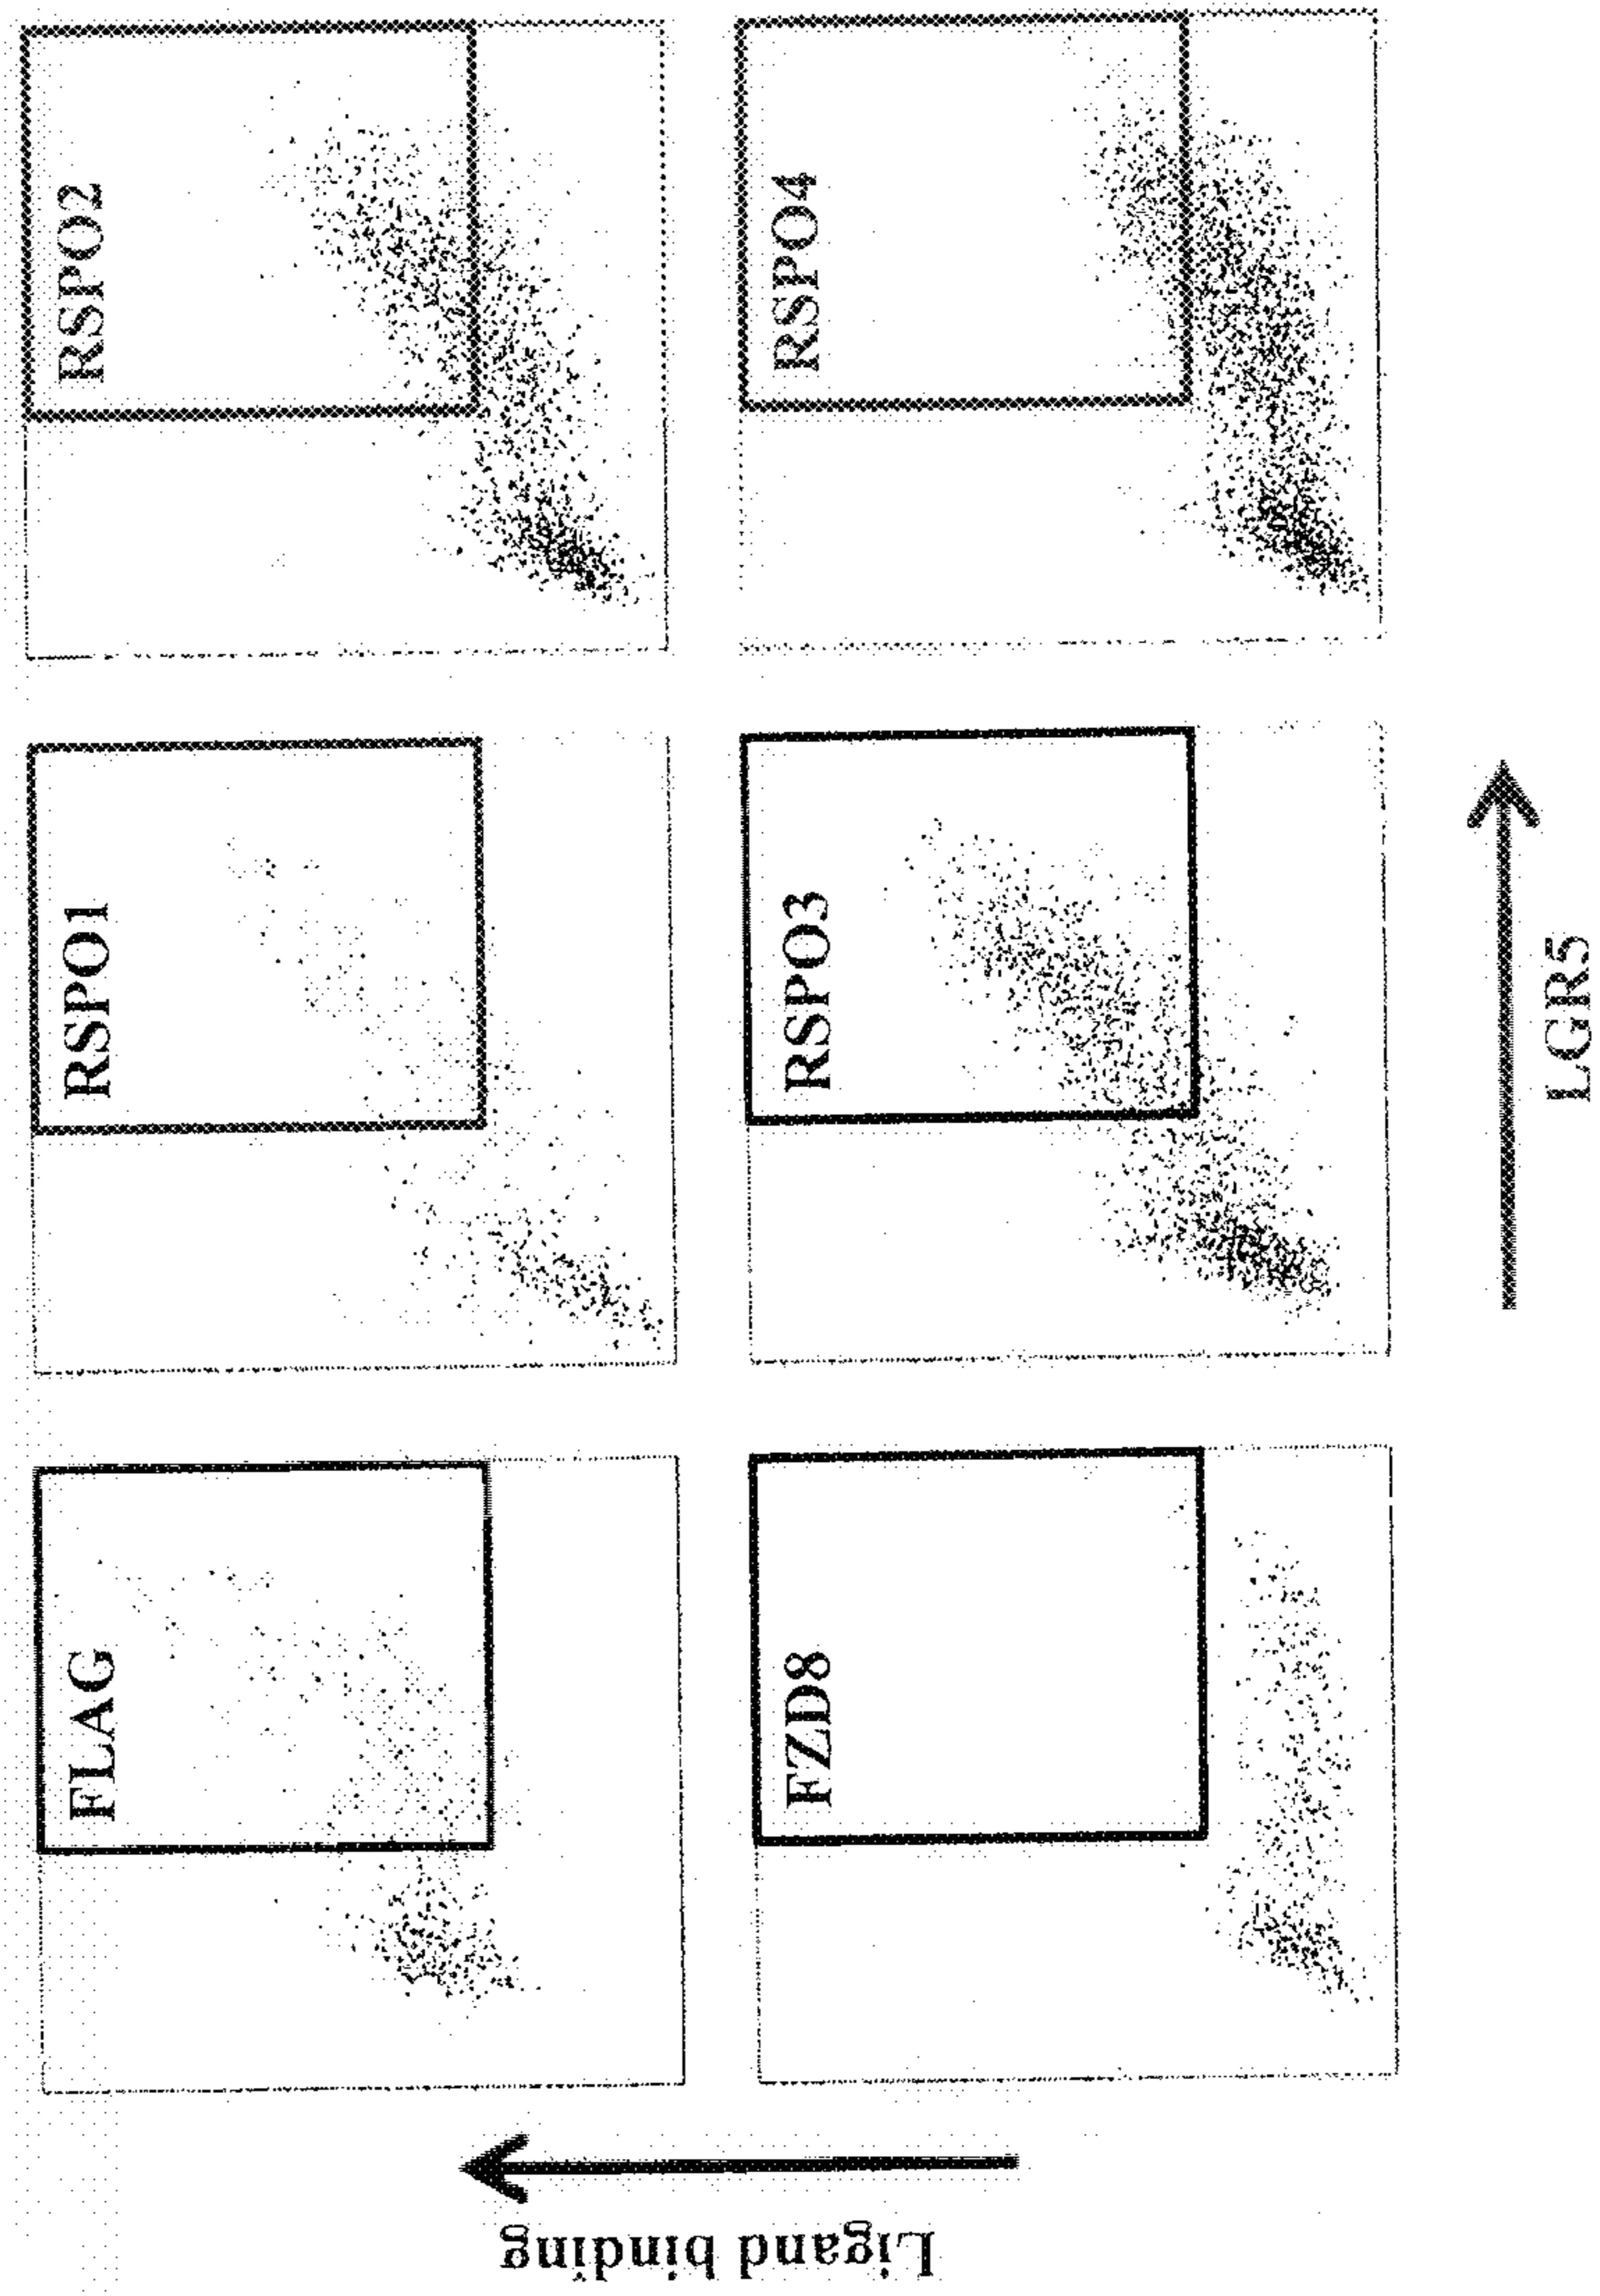 FLAG
RSPO1
RSPO2
FZD8
RSPO3
RSPO4
Ligand binding
LGR5